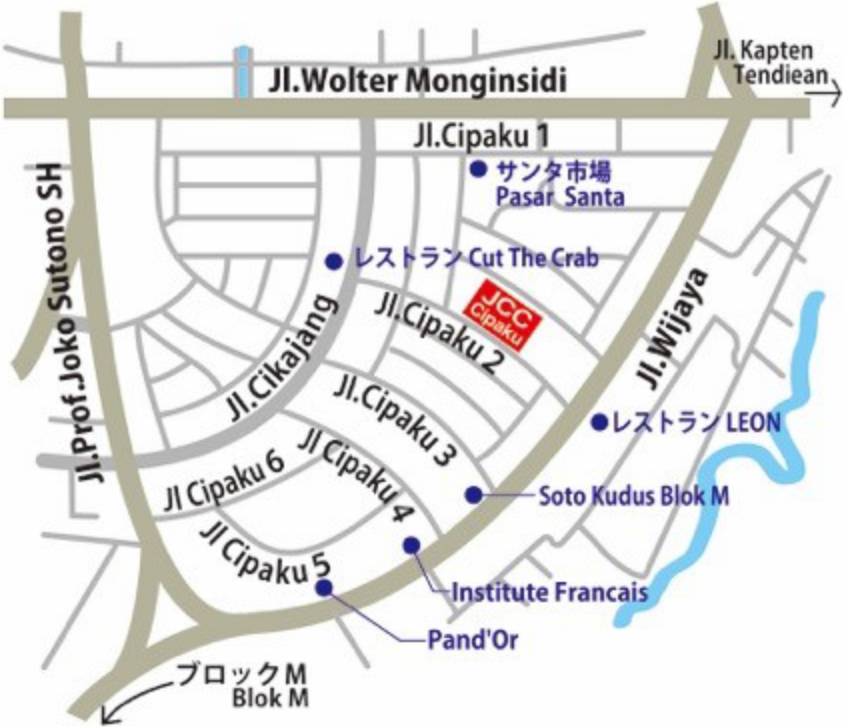 Jl. Kapten
Tendiean
Jl.Wolter Monginsidi
Jl.Cipaku 1
サンタ市場
Pasar Santa
Jl.Prof.Joko Sutono SH
レストラン Cut The Crab
JCC
Cipaku
Jl.Cipaku 2
Jl.Wijaya
Jl.Cikajang
Jl.Cipaku 3
レストラン LEON
Jl Cipaku 4
Jl Cipaku 6
Soto Kudus Blok M
Jl Cipaku 5
Institute Francais
Pand'Or
ブロックM
Blok M